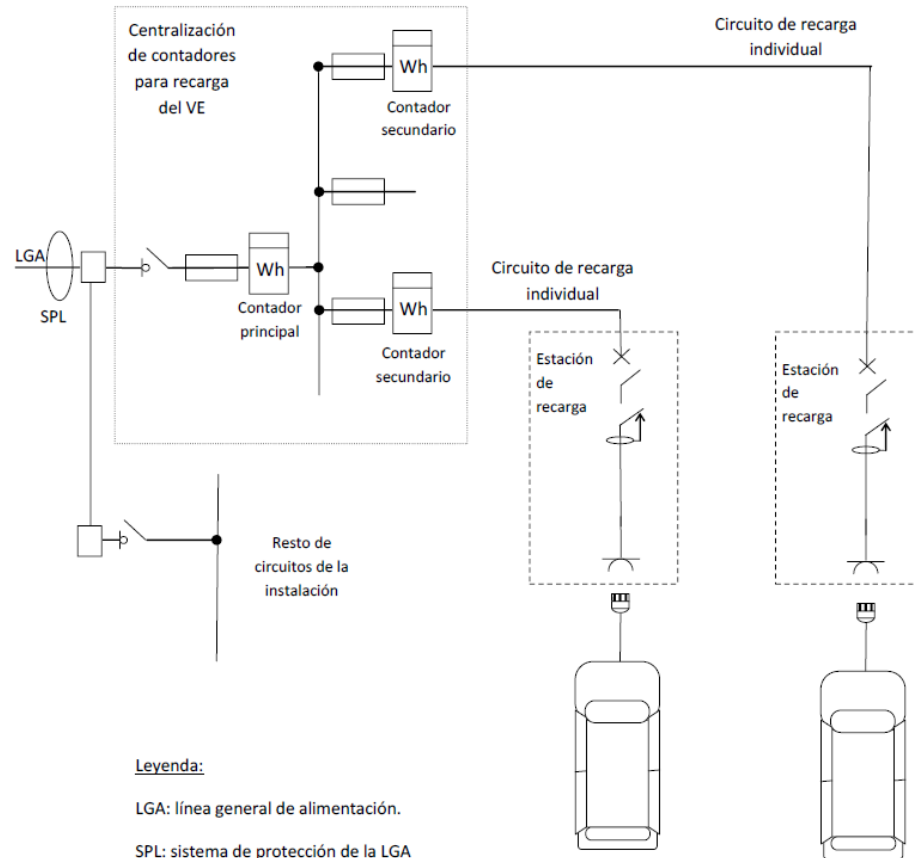 Centralización
de contadores
para recarga
del VE
Wh
Contador
secundario
Circuito de recarga
individual
LGA
SPL
Wh
Contador
principal
Wh
Contador
secundario
Circuito de recarga
individual
Estación
de
recarga
Estación
de
recarga
Resto de
circuitos de la
instalación
Leyenda:
LGA: línea general de alimentación.
SPL: sistema de protección de la LGA